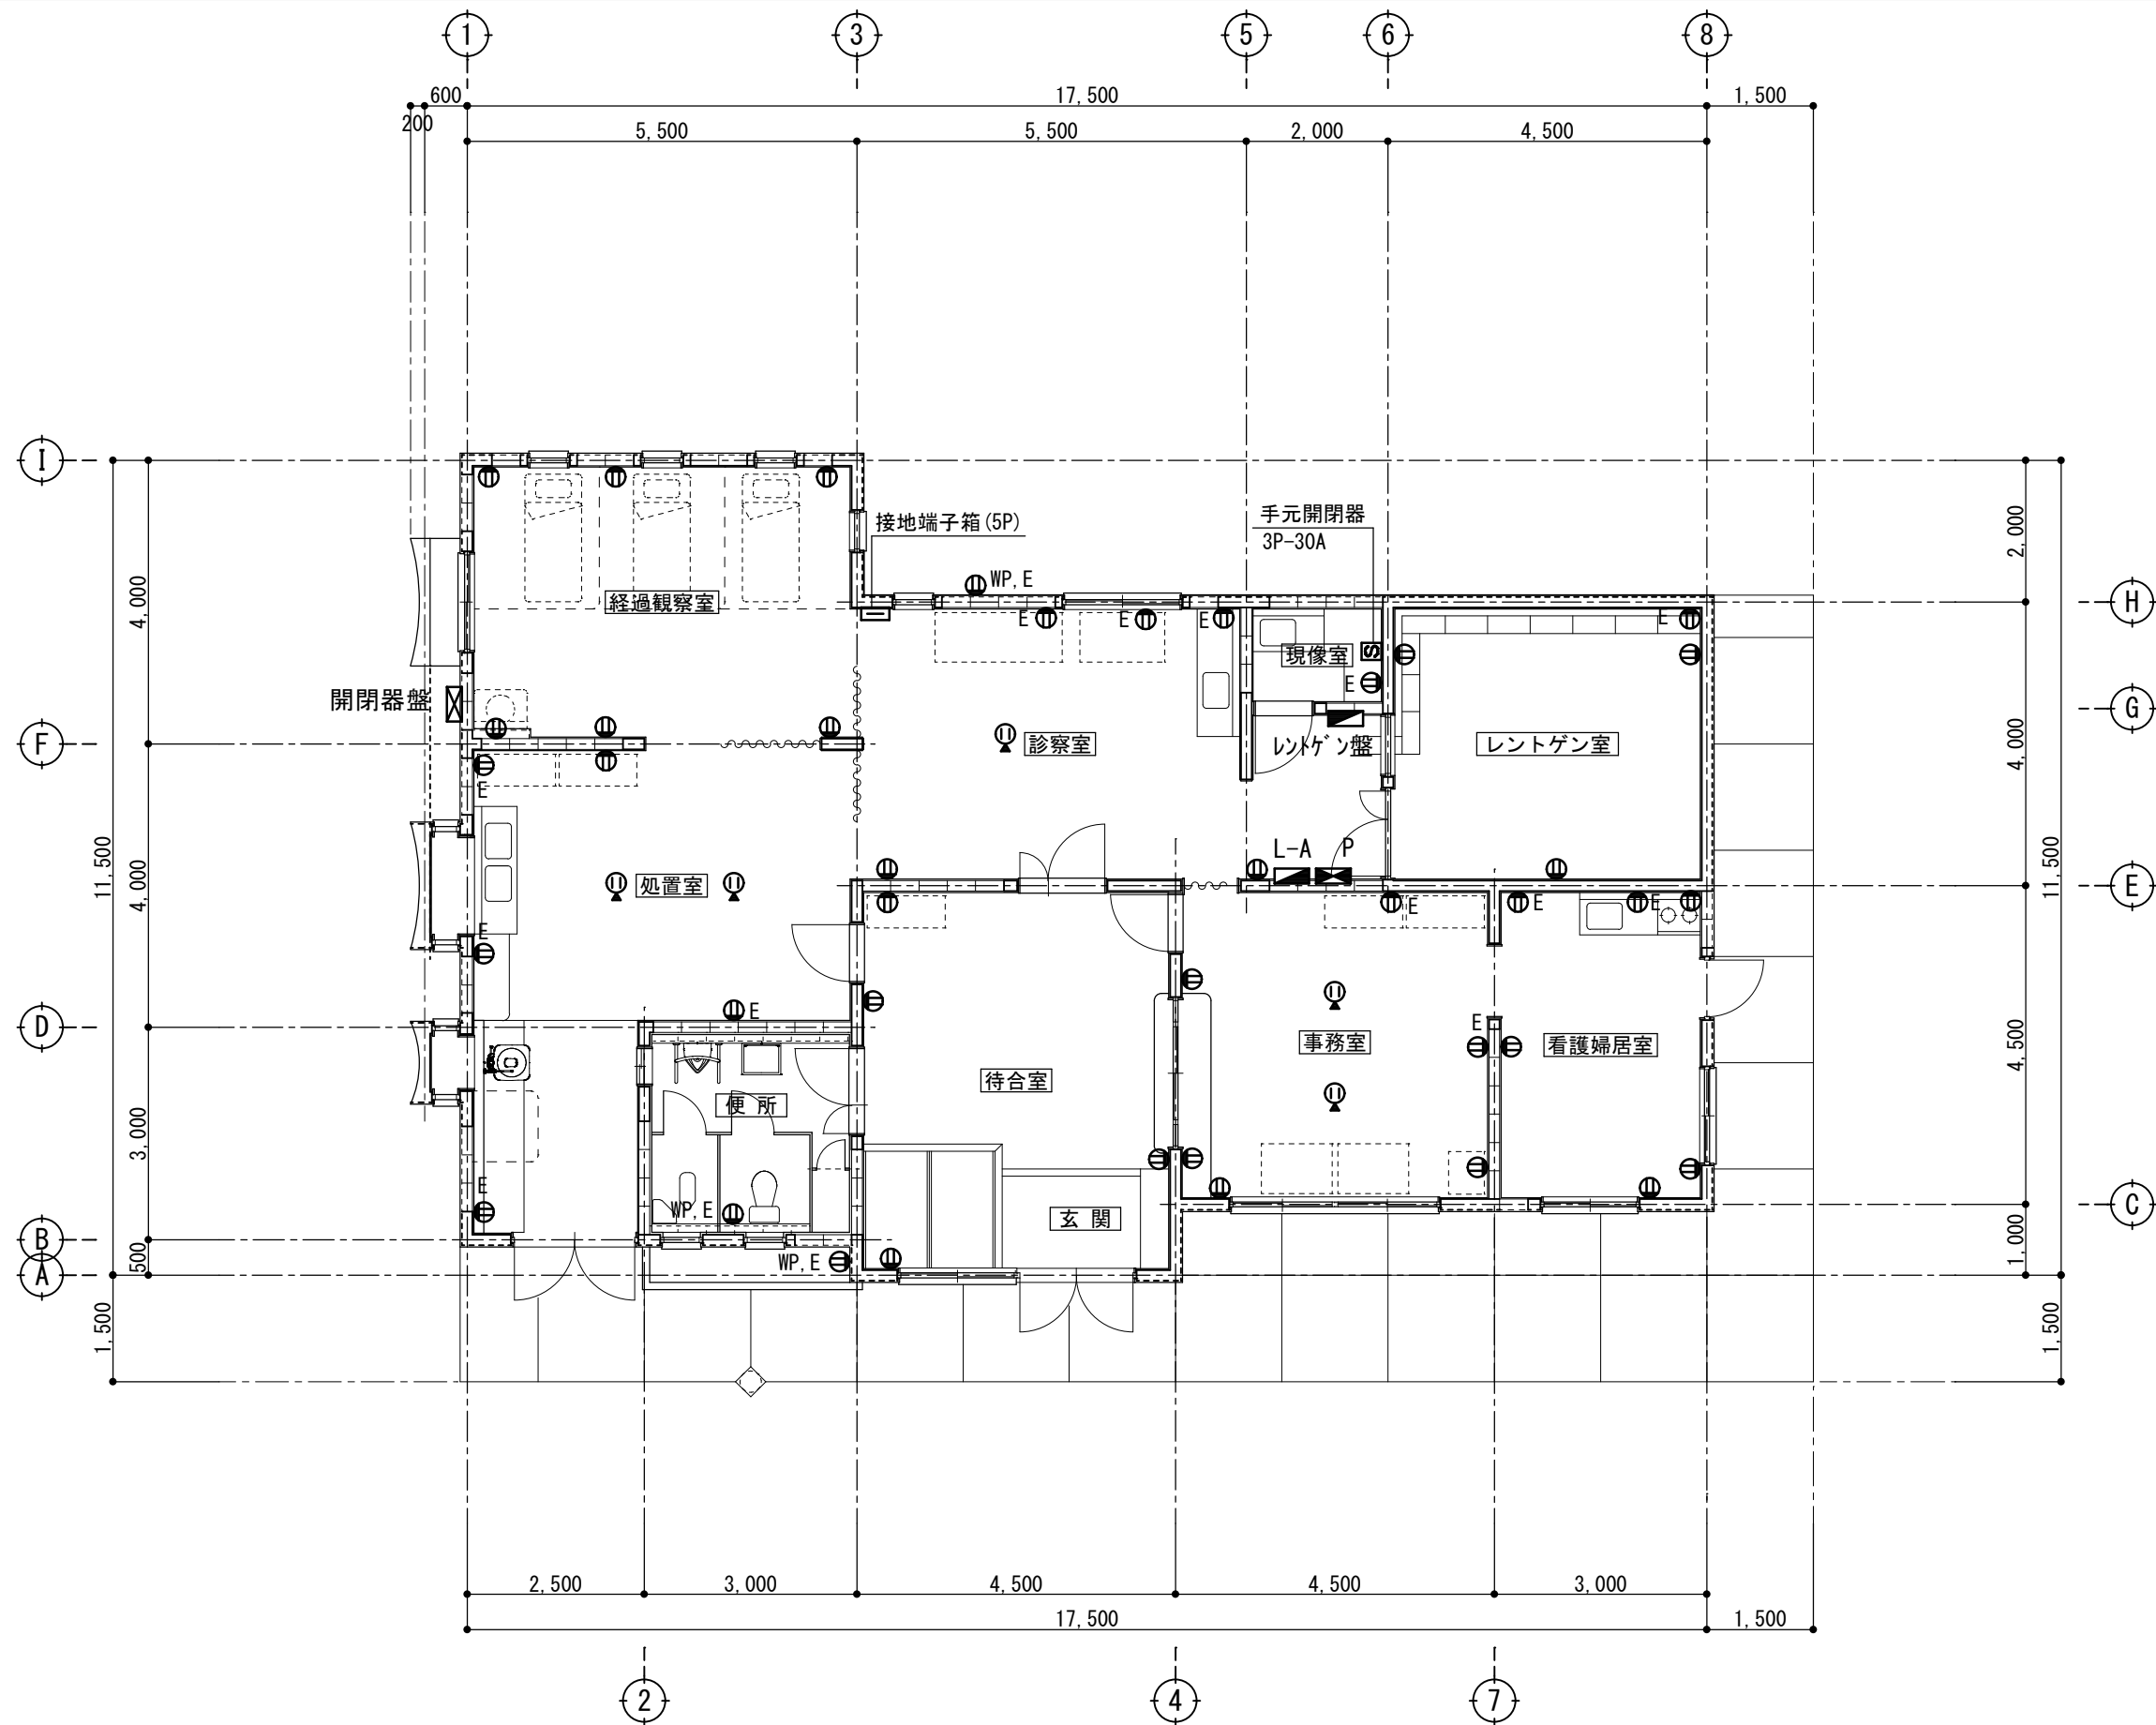 1 3 5 6 8
600 17,500 1,500
200
5,500 5,500 2,000 4,500
I
接地端子箱(5P)
手元開閉器
3P-30A
2,000
4,000
WP,E
経過観察室
H
E E E E
現像室
S
E
開閉器盤
G
F
診察室
レントゲン盤
レントゲン室
4,000
E
11,500
4,000
L-A P
11,500
処置室
E
E E E
E
E
D
E
事務室
看護婦居室
4,500
待合室
便 所
3,000
E
WP,E
玄 関
C
B
500
WP,E
1,000
A
1,500
1,500
2,500 3,000 4,500 4,500 3,000
17,500 1,500
2 4 7